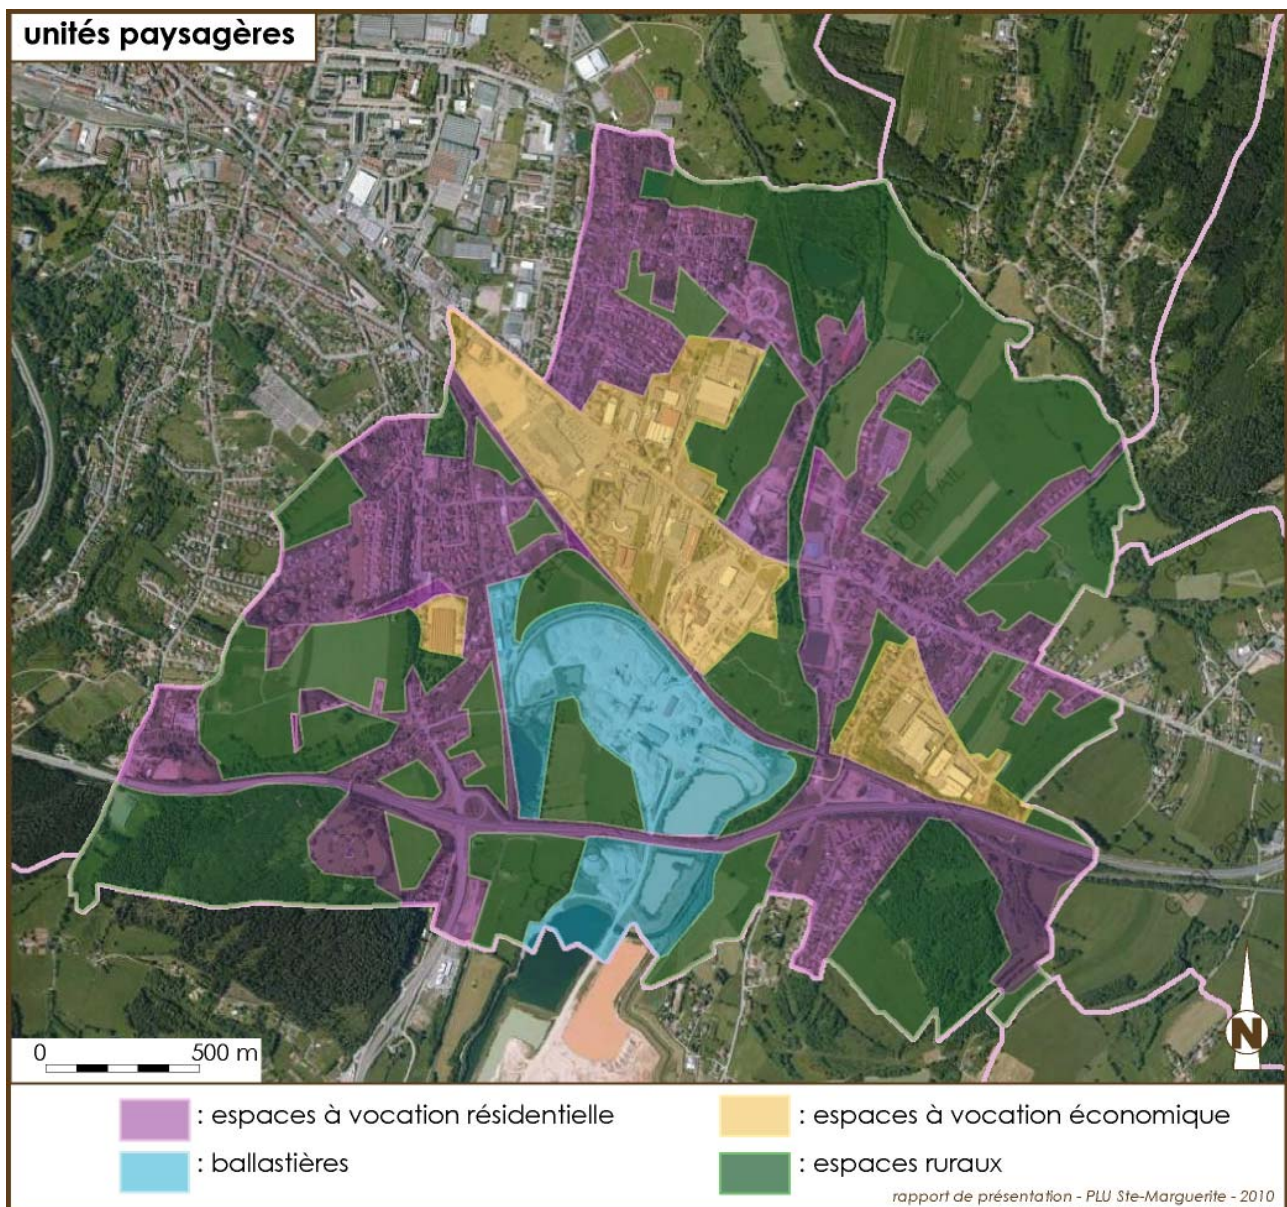 unités paysagères
N
0 500 m
: espaces à vocation résidentielle
: espaces à vocation économique
: ballastières
: espaces ruraux
rapport de présentation - PLU Ste-Marguerite - 2010